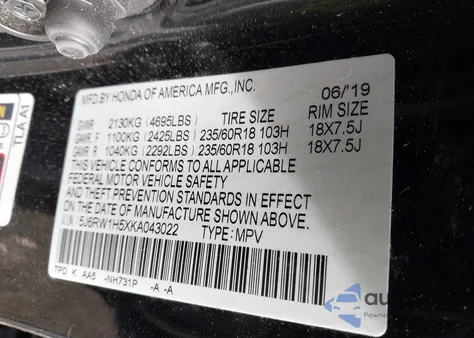 MFD.BY HONDA OF AMERICA MFG.,INC. 06/'19
GWR 2130KG (4695LBS) TIRE SIZE RIM SIZE
GAWR F 1100KG (2425LBS) 235/60R18 103H 18X7.5J
GAWR R 1040KG (2292LBS) 235/60R18 103H 18X7.5J
THIS VEHICLE CONFORMS TO ALL APPLICABLE
FEDERAL MOTOR VEHICLE SAFETY
AND THEFT PREVENTION STANDARDS IN EFFECT
ON THE DATE OF MANUFACTURE SHOWN ABOVE.
V.I.N: 5J6RW1H5XKA043022 TYPE: MPV
TPD K AA5 -NH731P -A -A
TLA A1